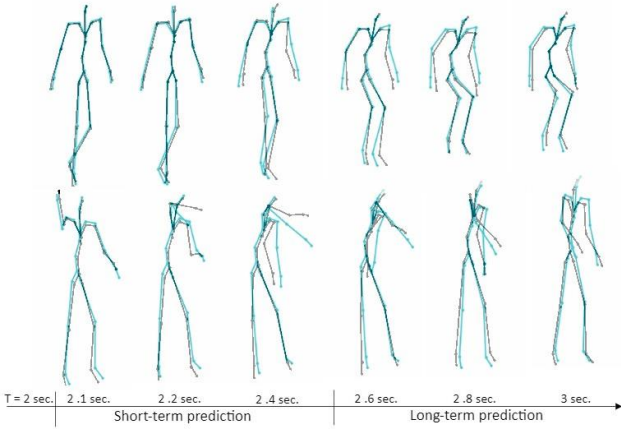 T = 2 sec. 2 .1 sec. 2 .2 sec. 2 .4 sec. 2 .6 sec. 2 .8 sec. 3 sec.
Short-term prediction Long-term prediction